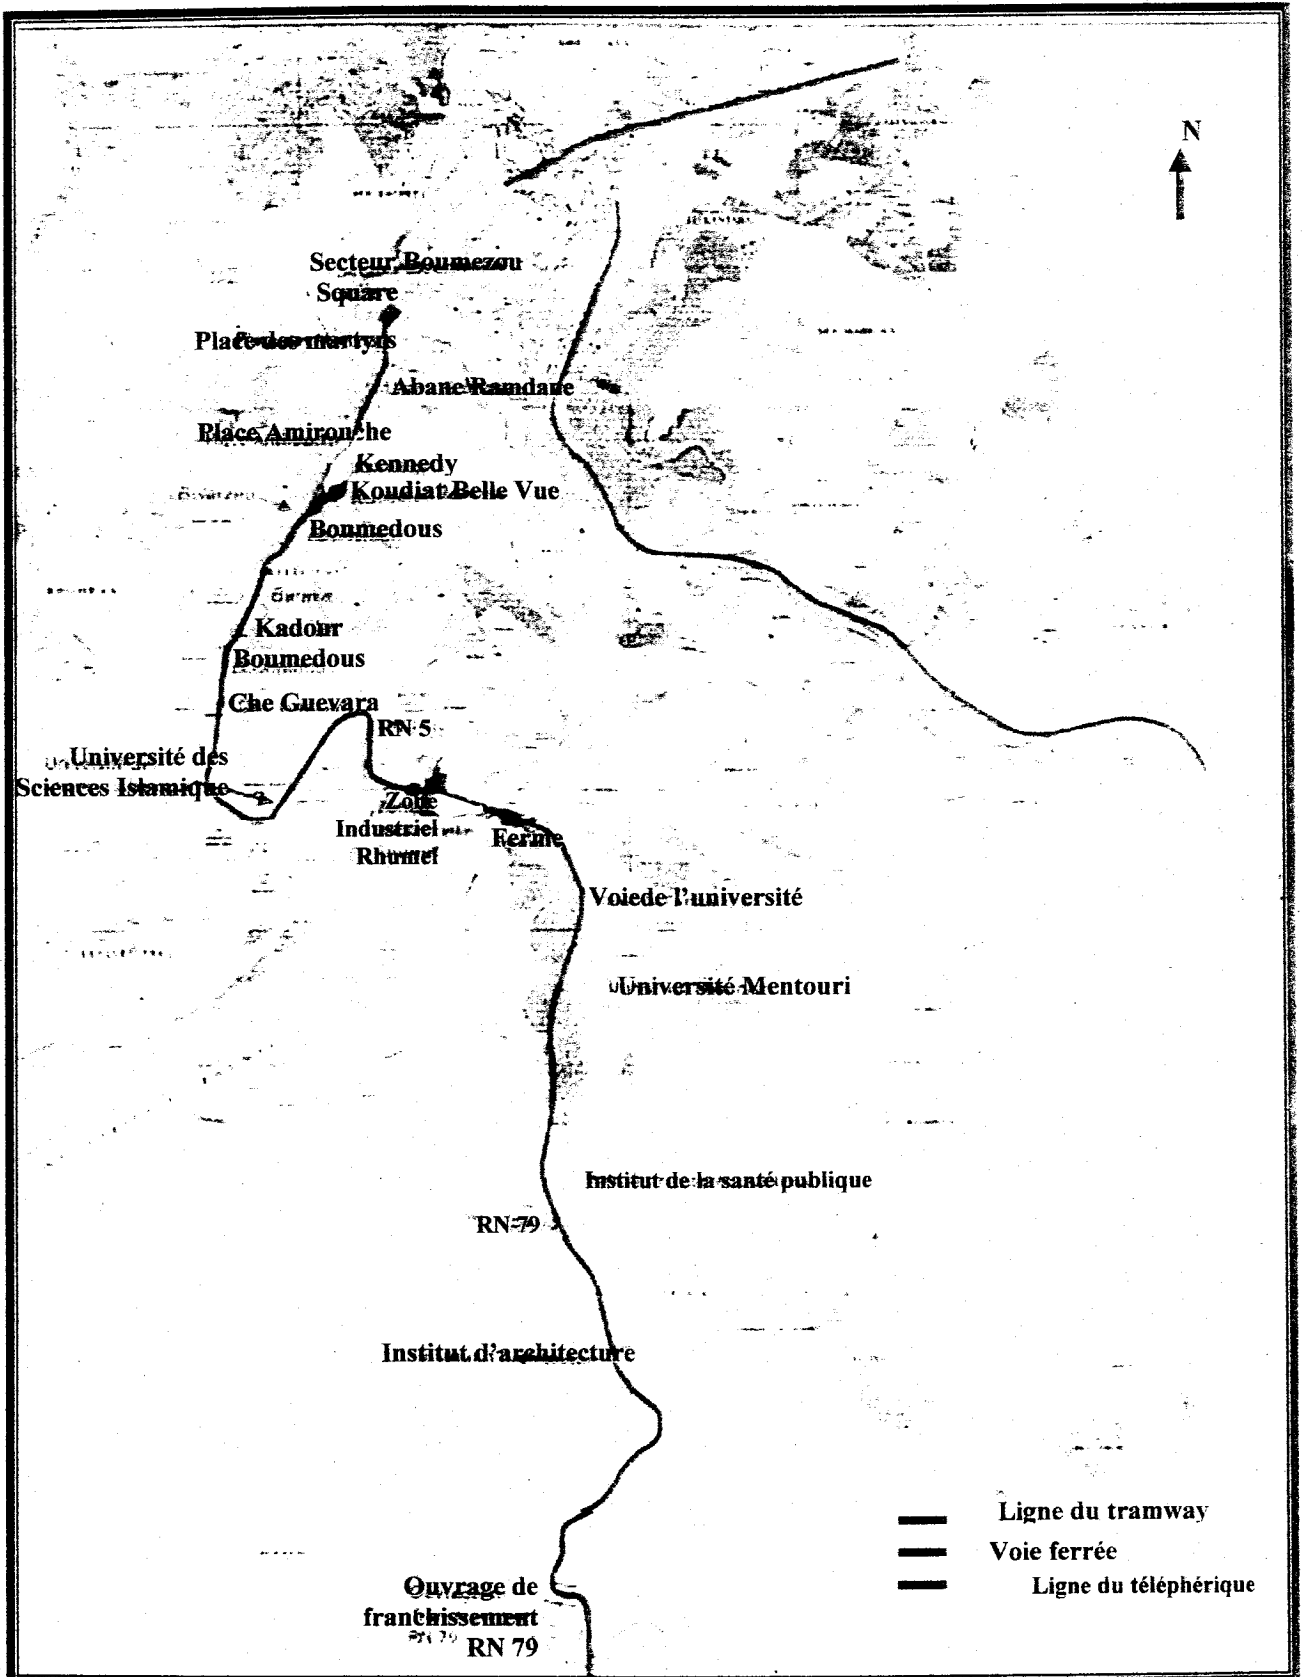 N
Secteur Boumezou
Square
Place des martyrs
Abane Ramdane
Place Amirouche
Kennedy
Koudiat Belle Vue
Boumedous
Kadour
Boumedous
Che Guevara
RN 5
Université des
Sciences Islamique
Zone
Industriel
Rhumel
Ferme
Voiede l'université
Université Mentouri
Institut de la santé publique
RN 79
Institut d'architecture
Ligne du tramway
Voie ferrée
Ligne du téléphérique
Ouvrage de
franchissement
RN 79